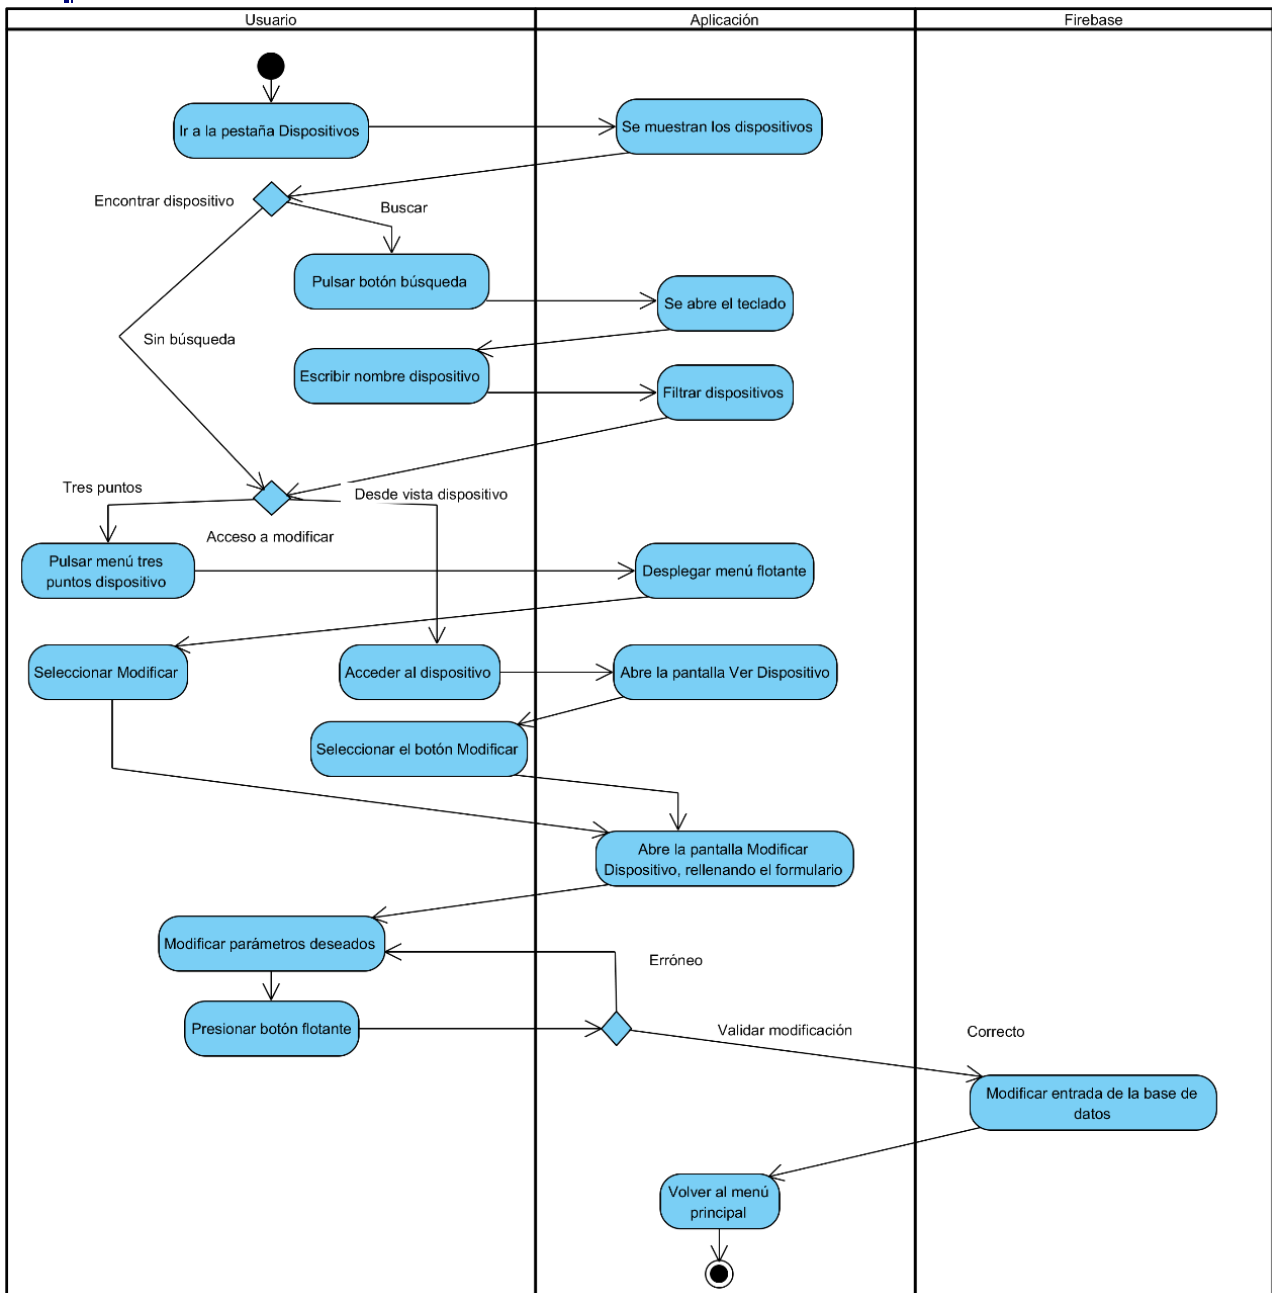 Usuario
Aplicación
Firebase
Ir a la pestaña Dispositivos
Se muestran los dispositivos
Encontrar dispositivo
Buscar
Pulsar botón búsqueda
Se abre el teclado
Sin búsqueda
Escribir nombre dispositivo
Filtrar dispositivos
Tres puntos
Desde vista dispositivo
Acceso a modificar
Pulsar menú tres
puntos dispositivo
Desplegar menú flotante
Seleccionar Modificar
Acceder al dispositivo
Abre la pantalla Ver Dispositivo
Seleccionar el botón Modificar
Abre la pantalla Modificar
Dispositivo, rellenando el formulario
Modificar parámetros deseados
Erróneo
Presionar botón flotante
Validar modificación
Correcto
Modificar entrada de la base de
datos
Volver al menú
principal